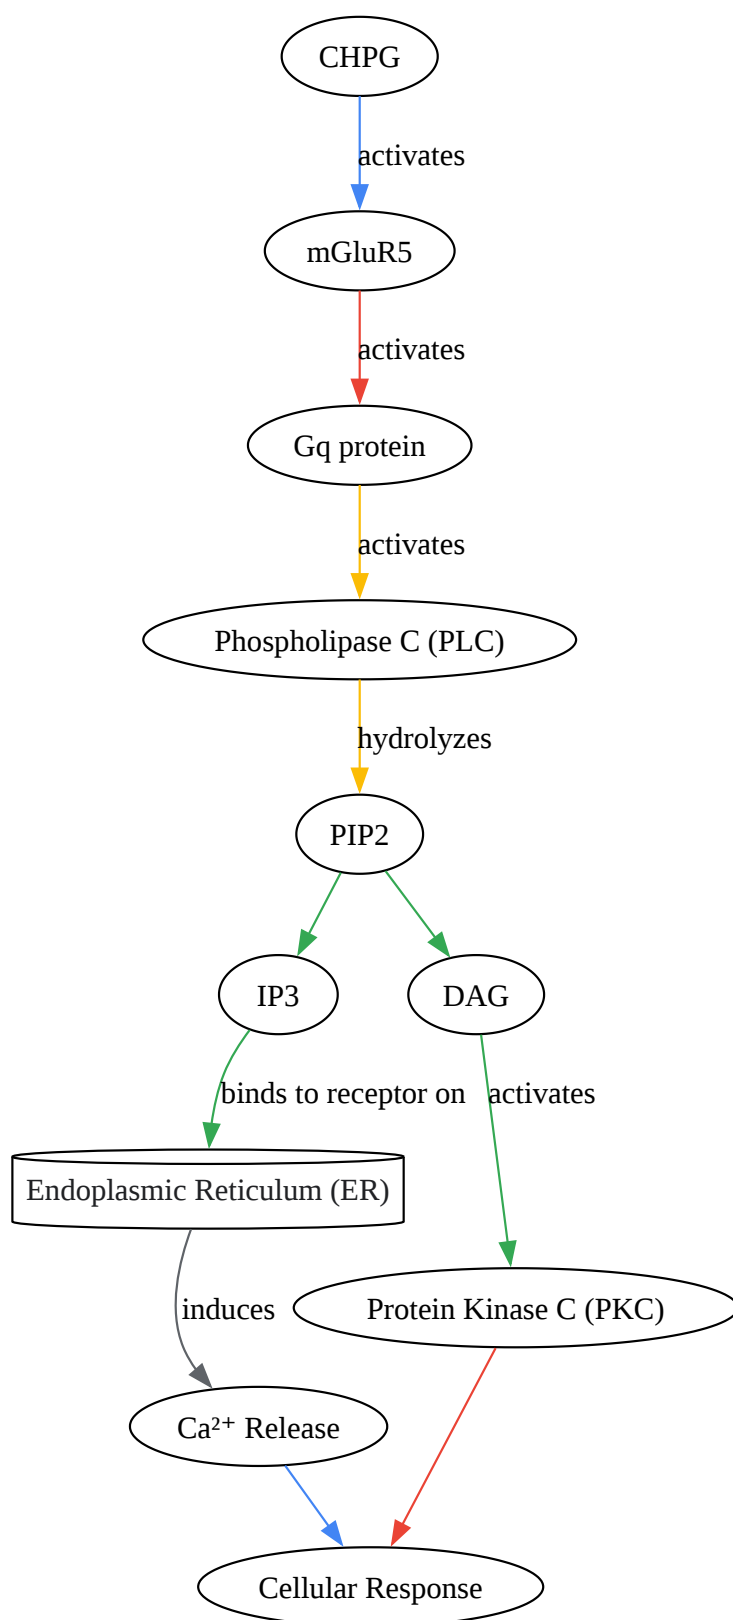 CHPG
activates
mGluR5
activates
Gq protein
activates
Phospholipase C (PLC)
hydrolyzes
PIP2
IP3
DAG
binds to receptor on
activates
Endoplasmic Reticulum (ER)
induces
Protein Kinase C (PKC)
Ca²⁺ Release
Cellular Response